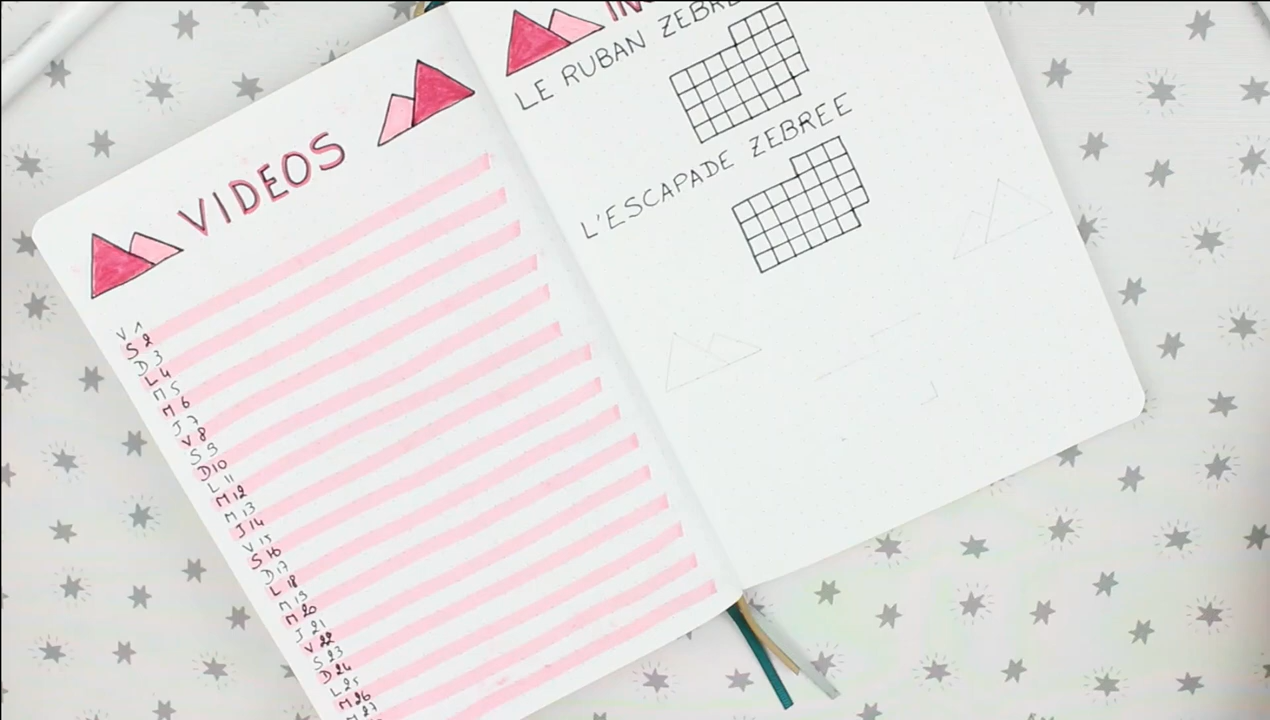 VIDEOS
V 1
S 2
D 3
L 4
M 5
M 6
J 7
V 8
S 9
D 10
L 11
M 12
M 13
J 14
V 15
S 16
D 17
L 18
M 19
M 20
J 21
V 22
S 23
D 24
L 25
M 26
M 27
LE RUBAN ZEBRE
L'ESCAPADE ZEBREE